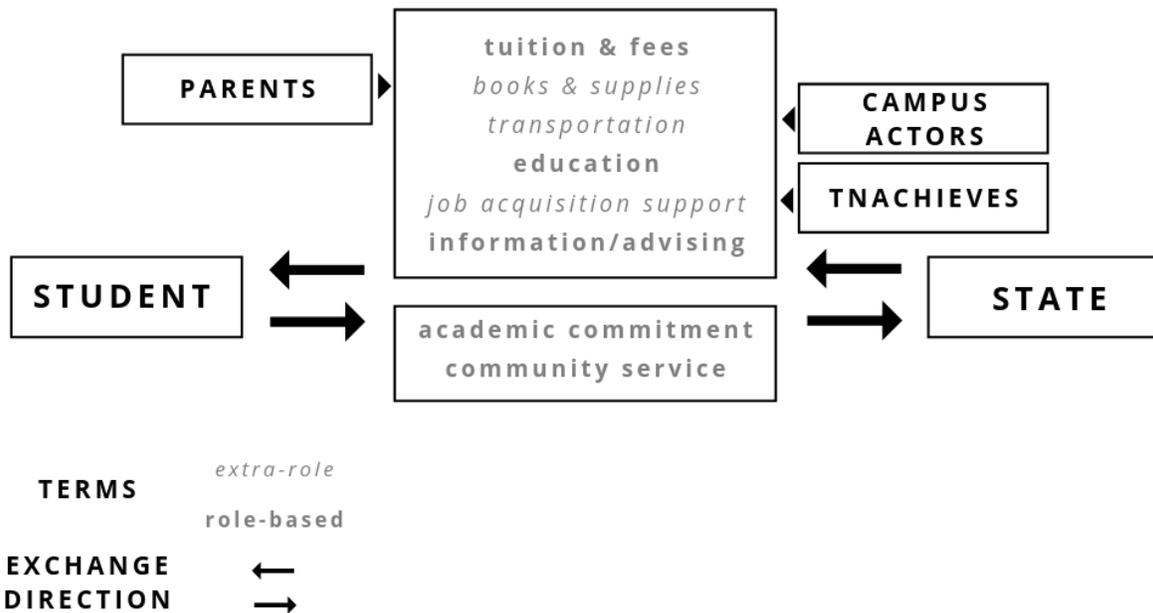 PARENTS
tuition & fees
books & supplies
transportation
education
job acquisition support
information/advising
CAMPUS
ACTORS
TNACHIEVES
STUDENT
academic commitment
community service
STATE
TERMS
extra-role
role-based
EXCHANGE
DIRECTION